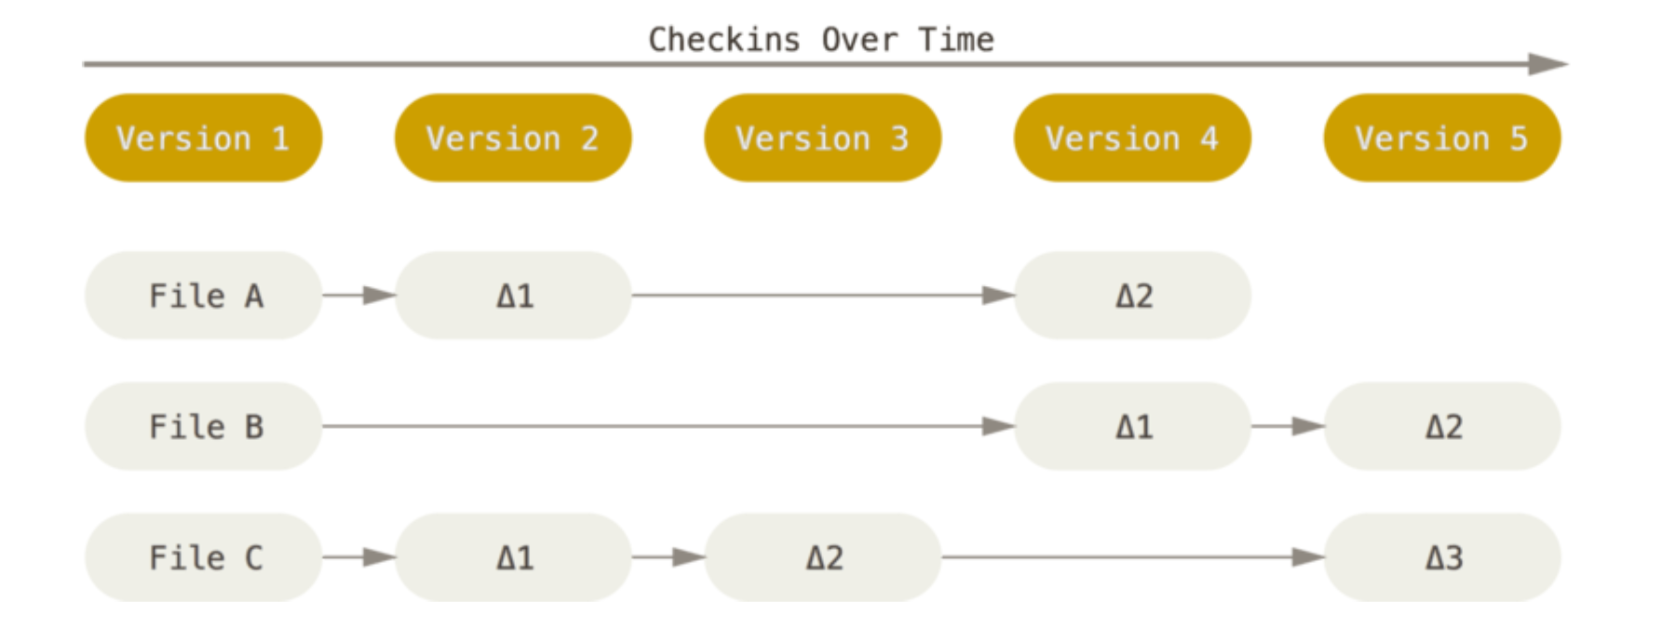 Checkins Over Time
Version 1 Version 2 Version 3 Version 4 Version 5
File A Δ1 Δ2
File B Δ1 Δ2
File C Δ1 Δ2 Δ3